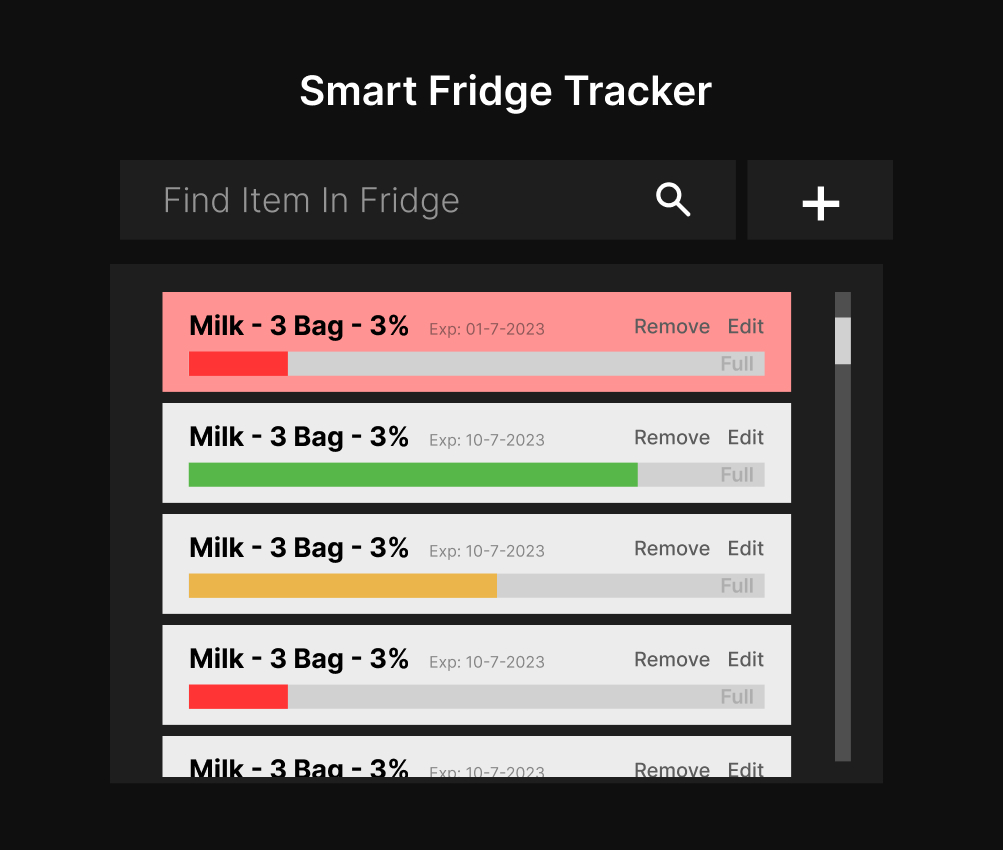 Smart Fridge Tracker
Find Item In Fridge
Milk - 3 Bag - 3% Exp: 01-7-2023 Remove Edit
Full
Milk - 3 Bag - 3% Exp: 10-7-2023 Remove Edit
Full
Milk - 3 Bag - 3% Exp: 10-7-2023 Remove Edit
Full
Milk - 3 Bag - 3% Exp: 10-7-2023 Remove Edit
Full
Milk - 3 Bag - 3% Exp: 10-7-2023 Remove Edit